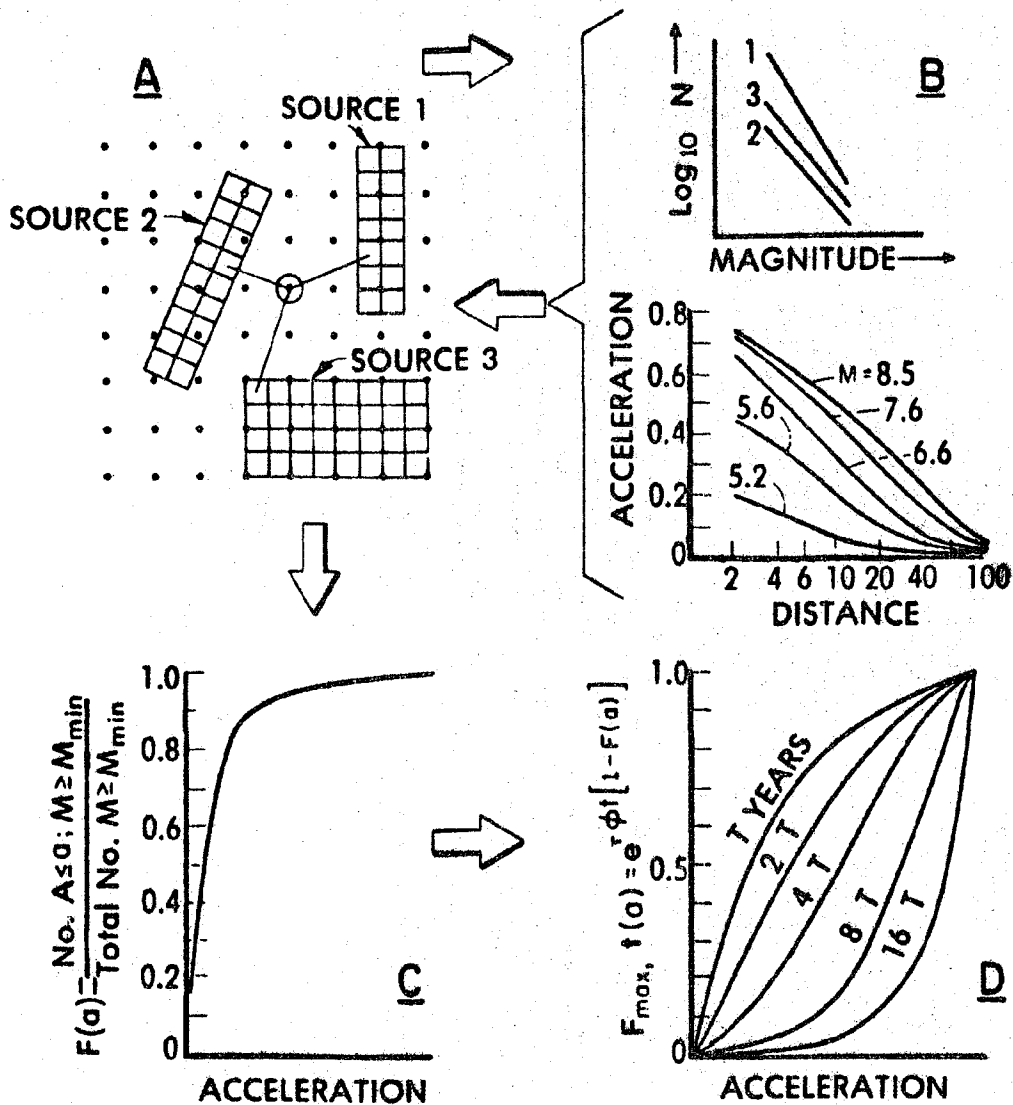 A
SOURCE 1
SOURCE 2
SOURCE 3
B
Log10 N
1
3
2
MAGNITUDE
ACCELERATION
0.8
0.6
0.4
0.2
0
M = 8.5
7.6
6.6
5.6
5.2
2 4 6 10 20 40 100
DISTANCE
F(a) = No. A ≤ a; M ≥ Mmin
Total No. M ≥ Mmin
1.0
0.8
0.6
0.4
0.2
0
C
ACCELERATION
Fmax, t(a) = e^-ϕt[1-F(a)]
1.0
0.5
0
T YEARS
2 T
4 T
8 T
16 T
D
ACCELERATION